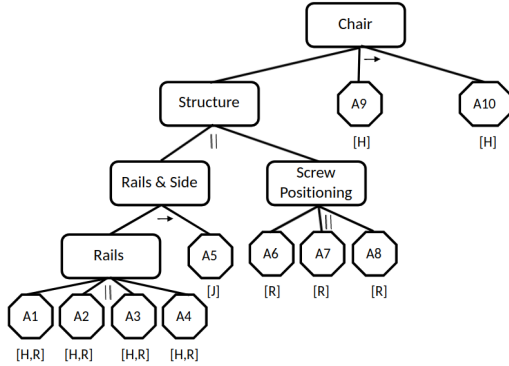 Chair
Structure
A9
A10
[H]
[H]
Rails & Side
Screw
Positioning
Rails
A5
A6
A7
A8
[J]
[R]
[R]
[R]
A1
A2
A3
A4
[H,R]
[H,R]
[H,R]
[H,R]